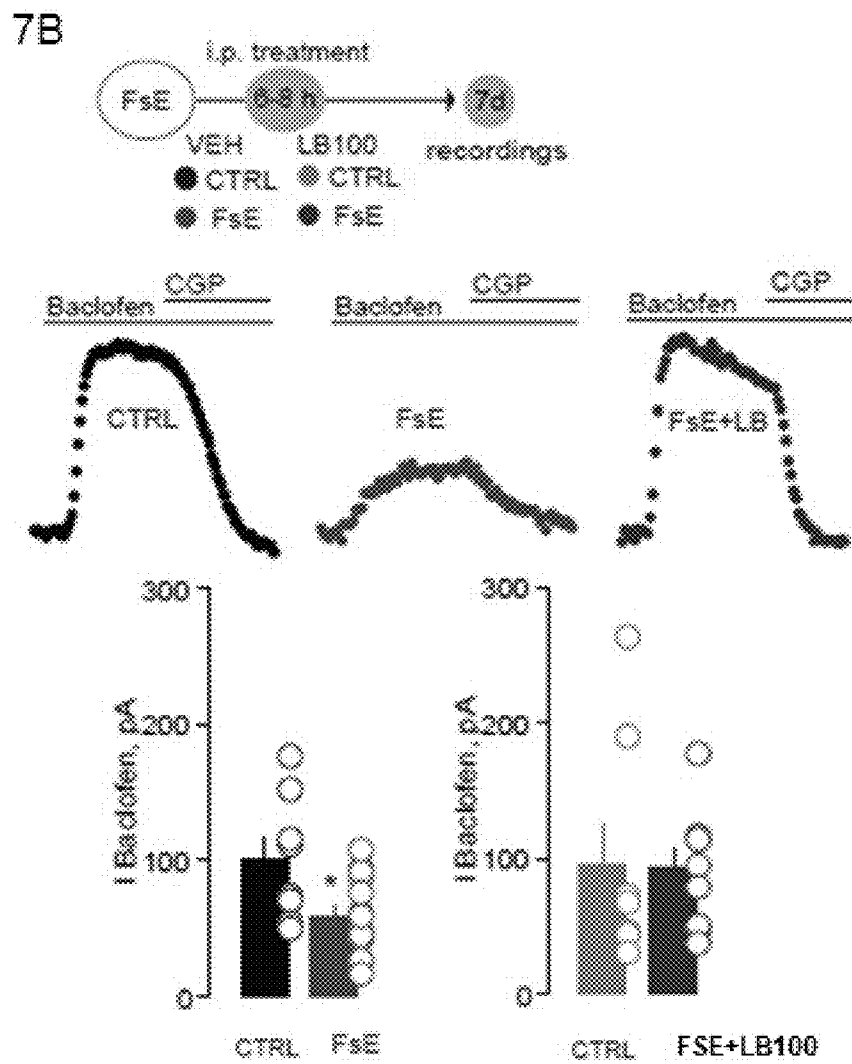 7B
i.p. treatment
FsE 6-8 h 7d
VEH LB100 recordings
CTRL CTRL
FsE FsE
CGP CGP CGP
Baclofen Baclofen Baclofen
CTRL FsE FsE+LB
300 300
200 200
100 100
0 0
I Baclofen, pA I Baclofen, pA
*
CTRL FsE CTRL FSE+LB100